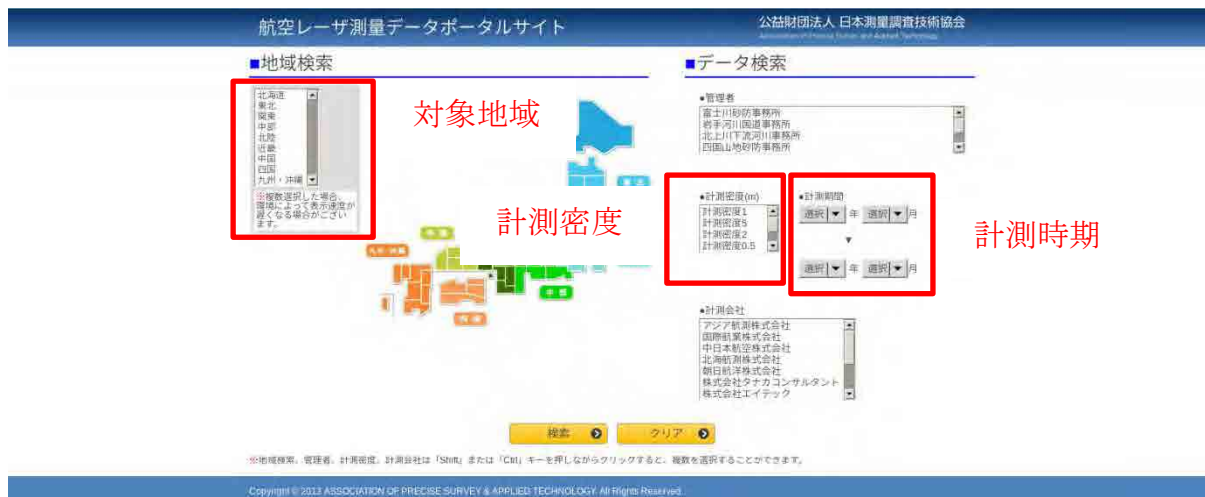 航空レーザ測量データポータルサイト
公益財団法人 日本測量調査技術協会
■地域検索
北海道
東北
関東
中部
北陸
近畿
中国
四国
九州・沖縄
※複数選択した場合、
環境によって表示速度が
遅くなる場合がござい
ます。
対象地域
東 北
九州・沖縄
中 部
四 国
■データ検索
●管理者
富士川砂防事務所
岩手河川国道事務所
北上川下流河川事務所
四国山地砂防事務所
計測密度
●計測密度(m)
計測密度1
計測密度5
計測密度2
計測密度0.5
●計測期間
選択 年 選択 月
▼
選択 年 選択 月
計測時期
●計測会社
アジア航測株式会社
国際航業株式会社
中日本航空株式会社
北海航測株式会社
朝日航洋株式会社
株式会社タナカコンサルタント
株式会社エイテック
検索
クリア
※地域検索、管理者、計測密度、計測会社は「Shift」または「Ctrl」キーを押しながらクリックすると、複数を選択することができます。
Copyright © 2013 ASSOCIATION OF PRECISE SURVEY & APPLIED TECHNOLOGY. All Rights Reserved.